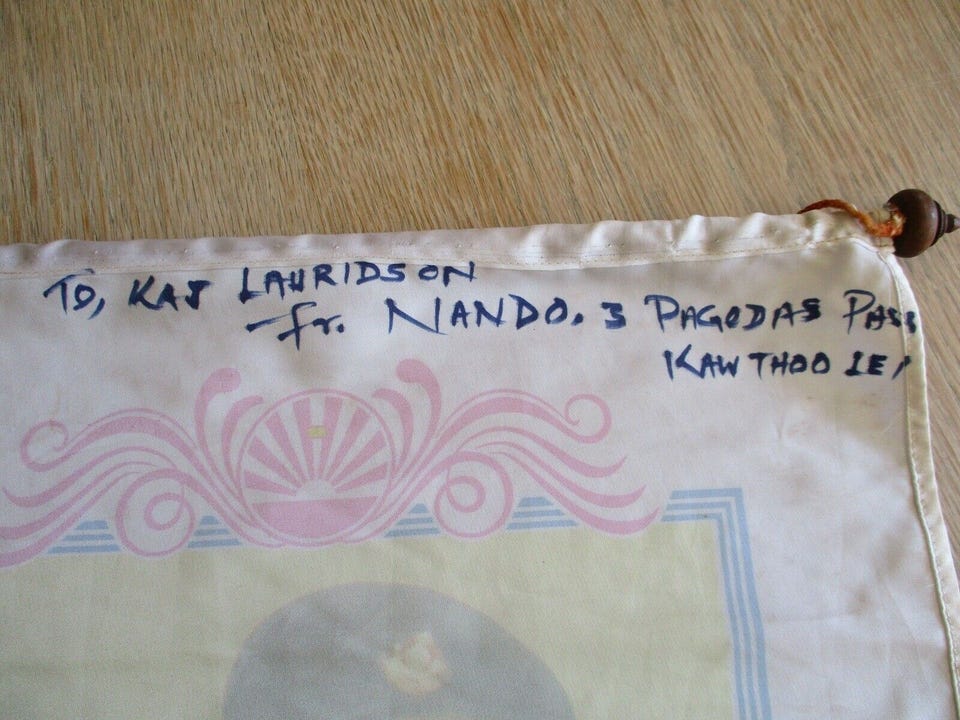 TO, KAJ LAURIDSON
fr. NANDO. 3 PAGODAS PASS
KAWTHOOLEI